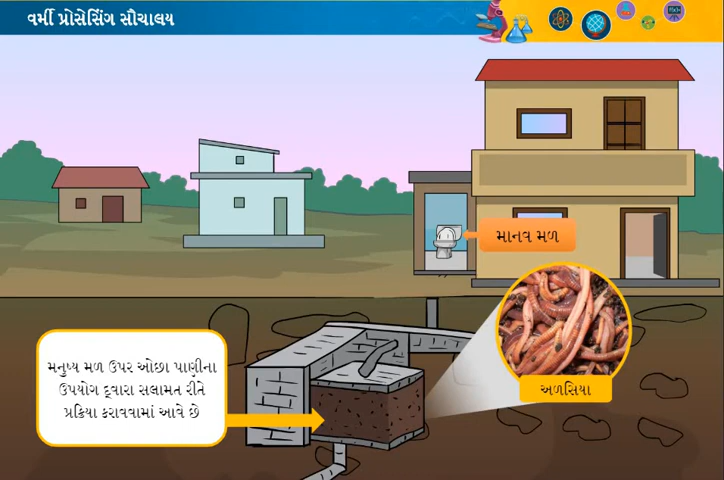 વર્મી પ્રોસેસિંગ સૌચાલય
માનવ મળ
અળસિયા
મનુષ્ય મળ ઉપર ઓછા પાણીના
ઉપયોગ દ્વારા સલામત રીતે
પ્રક્રિયા કરાવવામાં આવે છે